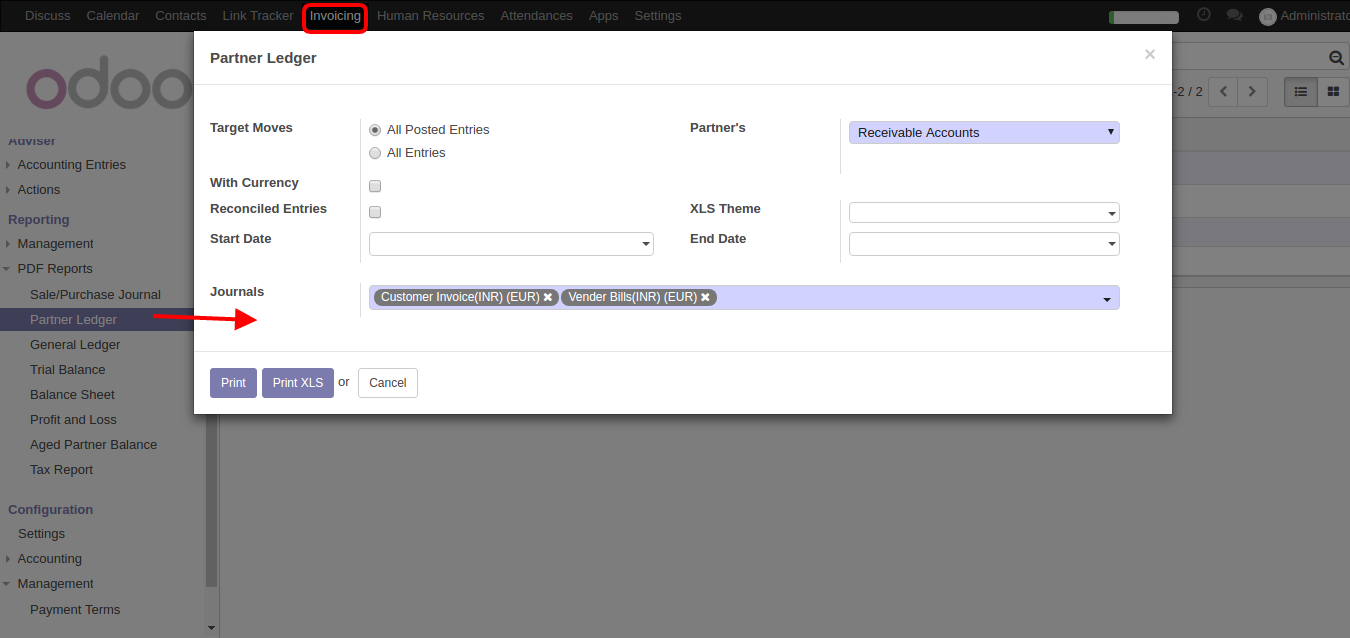 Discuss Calendar Contacts Link Tracker Invoicing Human Resources Attendances Apps Settings Administrato
odoo
Partner Ledger ×
-2 / 2
Target Moves
All Posted Entries
All Entries
Partner's
Receivable Accounts
With Currency
Reconciled Entries
XLS Theme
Start Date
End Date
Journals
Customer Invoice(INR) (EUR) ✖ Vender Bills(INR) (EUR) ✖
Print Print XLS or Cancel
Adviser
Accounting Entries
Actions
Reporting
Management
PDF Reports
Sale/Purchase Journal
Partner Ledger
General Ledger
Trial Balance
Balance Sheet
Profit and Loss
Aged Partner Balance
Tax Report
Configuration
Settings
Accounting
Management
Payment Terms